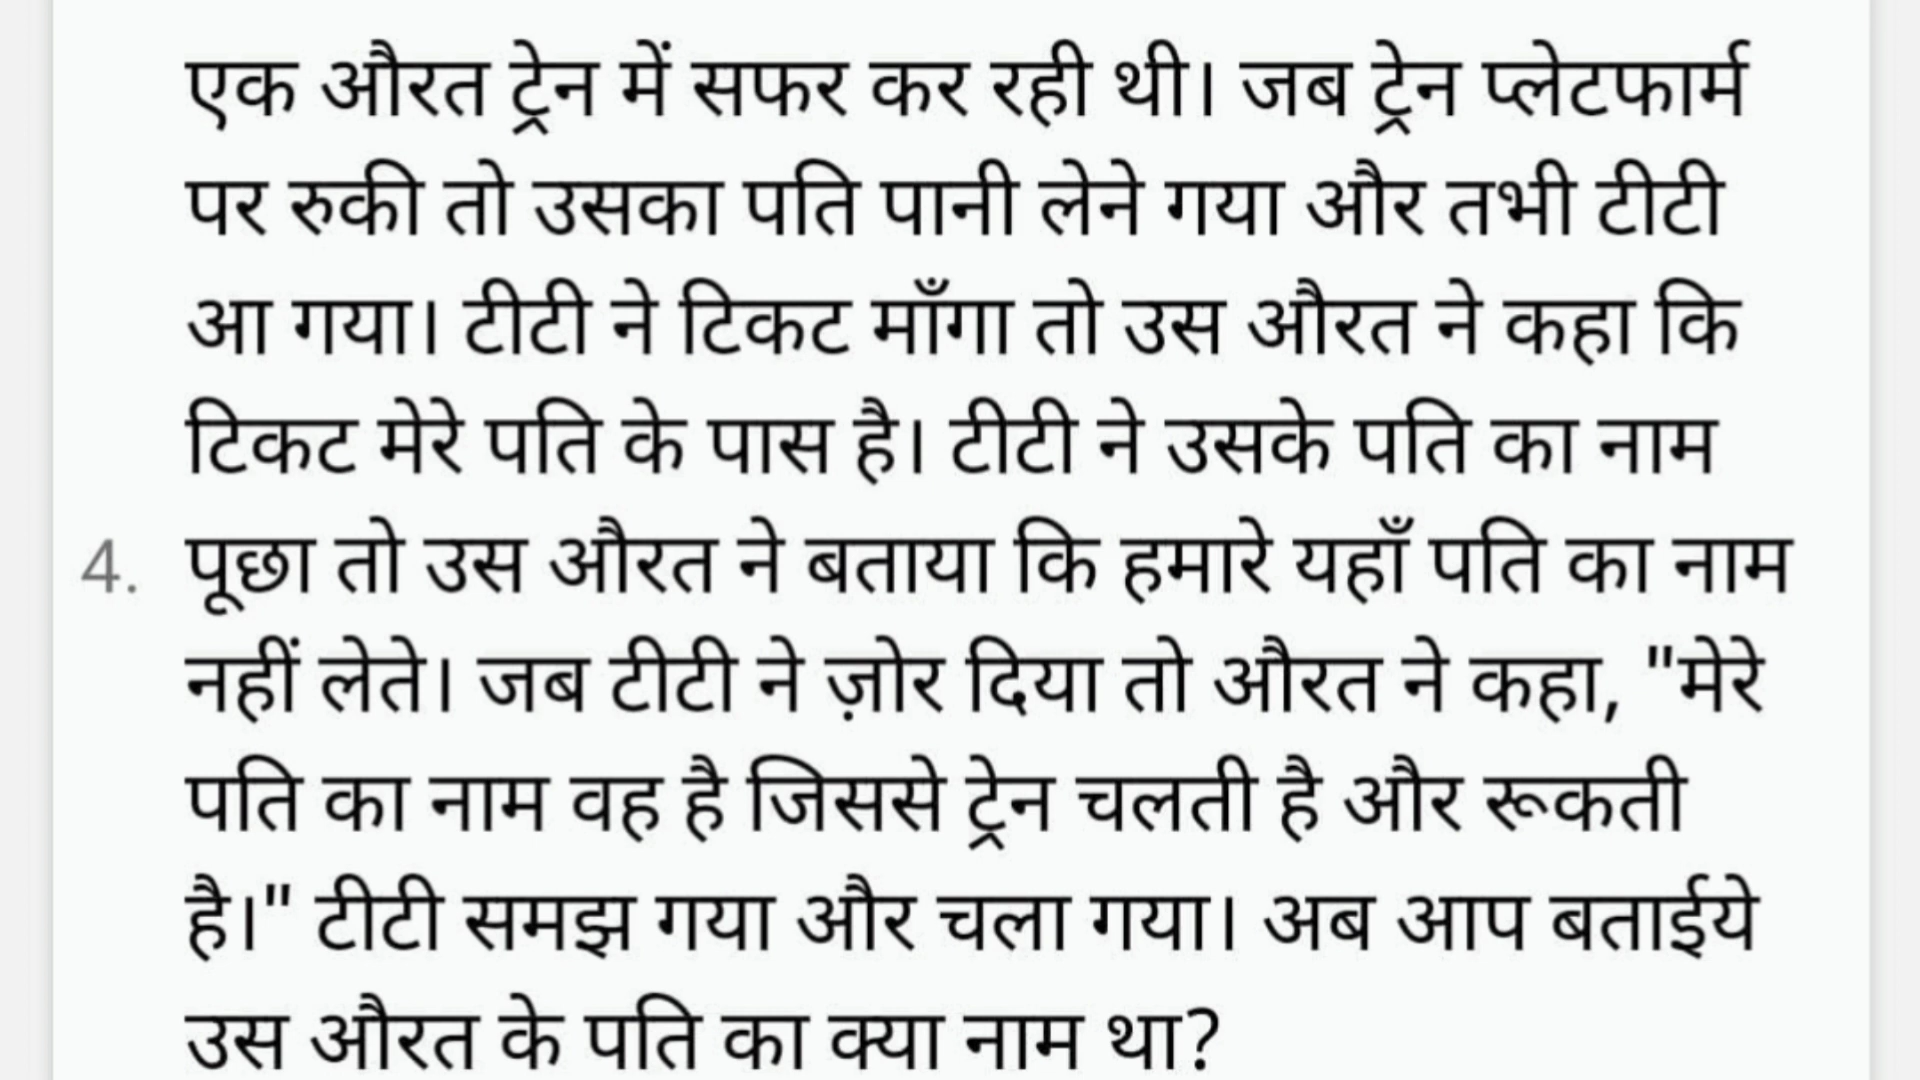 एक औरत ट्रेन में सफर कर रही थी। जब ट्रेन प्लेटफार्म
पर रुकी तो उसका पति पानी लेने गया और तभी टीटी
आ गया। टीटी ने टिकट माँगा तो उस औरत ने कहा कि
टिकट मेरे पति के पास है। टीटी ने उसके पति का नाम
4. पूछा तो उस औरत ने बताया कि हमारे यहाँ पति का नाम
नहीं लेते। जब टीटी ने ज़ोर दिया तो औरत ने कहा, "मेरे
पति का नाम वह है जिससे ट्रेन चलती है और रूकती
है।" टीटी समझ गया और चला गया। अब आप बताईये
उस औरत के पति का क्या नाम था?